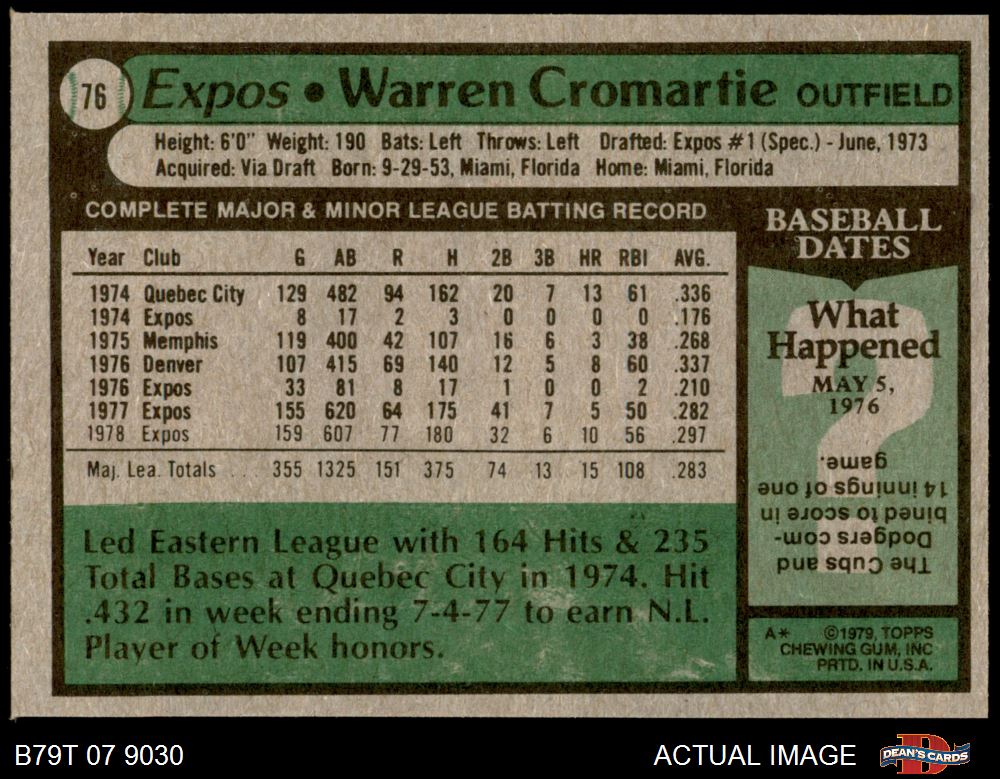 76 Expos • Warren Cromartie OUTFIELD
Height: 6'0" Weight: 190 Bats: Left Throws: Left Drafted: Expos #1 (Spec.) - June, 1973
Acquired: Via Draft Born: 9-29-53, Miami, Florida Home: Miami, Florida
COMPLETE MAJOR & MINOR LEAGUE BATTING RECORD
Year Club G AB R H 2B 3B HR RBI AVG.
1974 Quebec City 129 482 94 162 20 7 13 61 .336
1974 Expos 8 17 2 3 0 0 0 0 .176
1975 Memphis 119 400 42 107 16 6 3 38 .268
1976 Denver 107 415 69 140 12 5 8 60 .337
1976 Expos 33 81 8 17 1 0 0 2 .210
1977 Expos 155 620 64 175 41 7 5 50 .282
1978 Expos 159 607 77 180 32 6 10 56 .297
Maj. Lea. Totals . . . 355 1325 151 375 74 13 15 108 .283
Led Eastern League with 164 Hits & 235
Total Bases at Quebec City in 1974. Hit
.432 in week ending 7-4-77 to earn N.L.
Player of Week honors.
BASEBALL
DATES
What
Happened
MAY 5,
1976
?
The Cubs and
Dodgers com-
bined to score in
14 innings of one
game.
A* ©1979, TOPPS
CHEWING GUM, INC
PRTD. IN U.S.A.
B79T 07 9030
ACTUAL IMAGE
D
DEAN'S CARDS